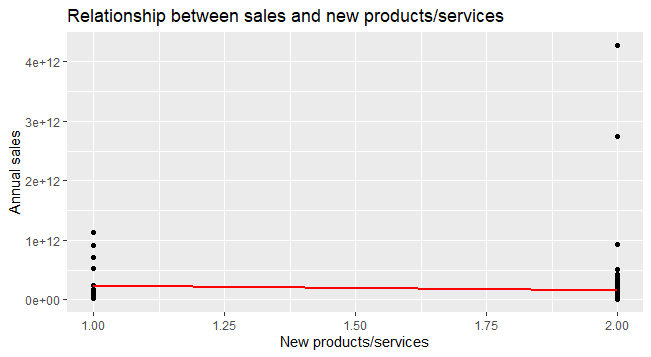 Relationship between sales and new products/services
Annual sales
4e+12
3e+12
2e+12
1e+12
0e+00
1.00 1.25 1.50 1.75 2.00
New products/services